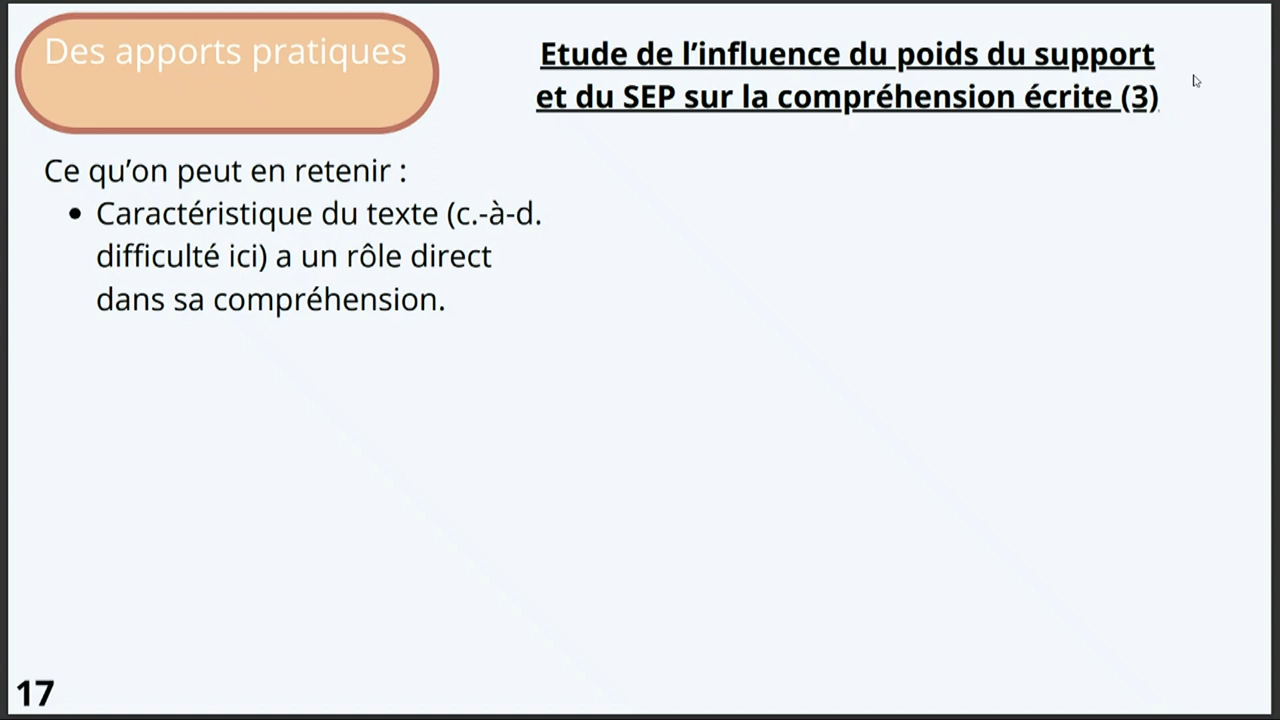 Des apports pratiques
Etude de l’influence du poids du support
et du SEP sur la compréhension écrite (3)
Ce qu’on peut en retenir :
• Caractéristique du texte (c.-à-d.
difficulté ici) a un rôle direct
dans sa compréhension.
17